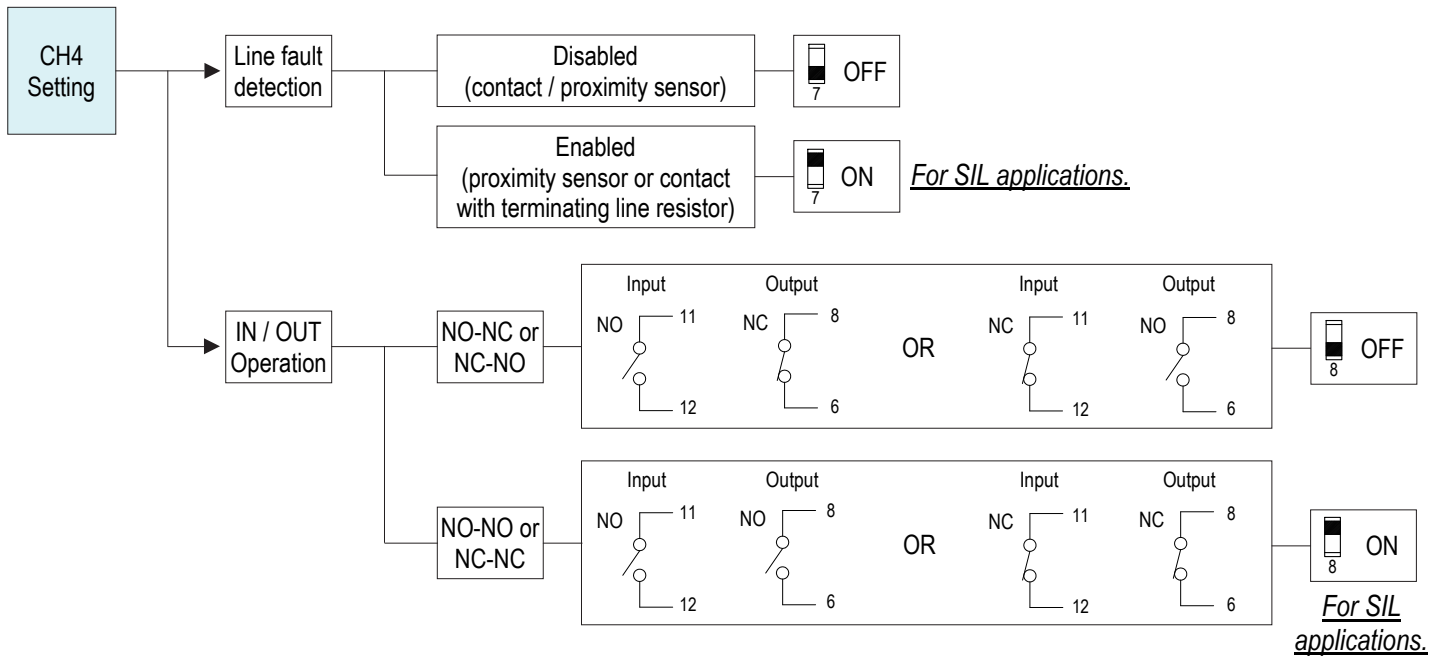 CH4
Setting
Line fault
detection
Disabled
(contact / proximity sensor)
7
OFF
Enabled
(proximity sensor or contact
with terminating line resistor)
7
ON
For SIL applications.
IN / OUT
Operation
NO-NC or
NC-NO
Input
Output
Input
Output
NO
11
NC
8
OR
NC
11
NO
8
12
6
12
6
8
OFF
NO-NO or
NC-NC
Input
Output
Input
Output
NO
11
NO
8
OR
NC
11
NC
8
12
6
12
6
8
ON
For SIL
applications.